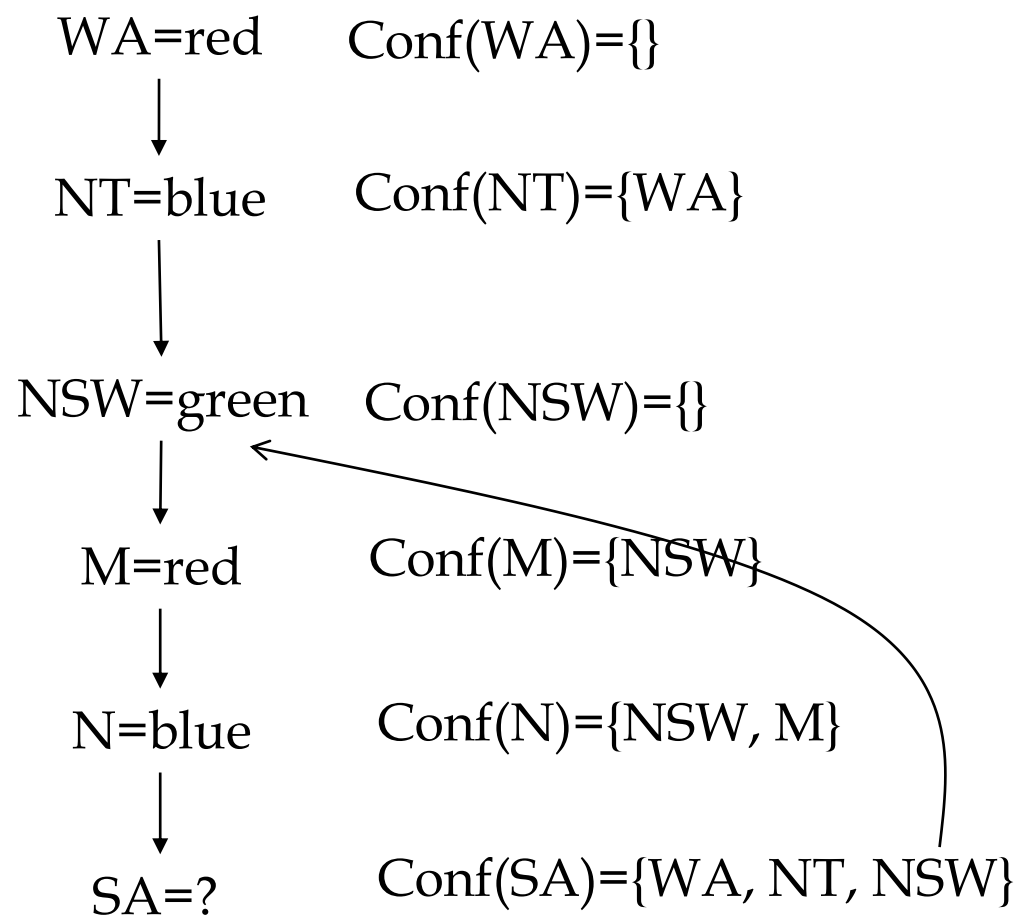 WA=red Conf(WA)={}
NT=blue Conf(NT)={WA}
NSW=green Conf(NSW)={}
M=red Conf(M)={NSW}
N=blue Conf(N)={NSW, M}
SA=? Conf(SA)={WA, NT, NSW}